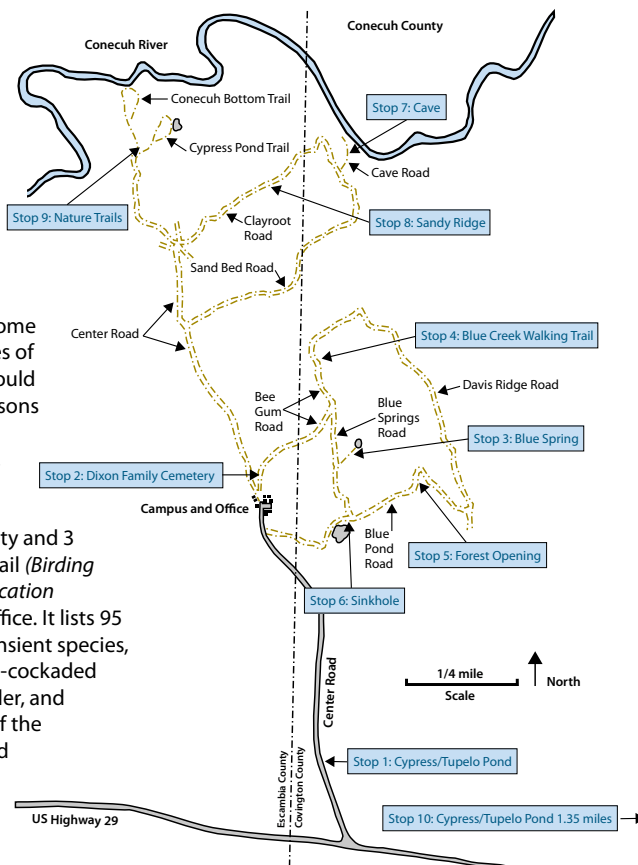 Conecuh County
Conecuh River
Stop 7: Cave
Conecuh Bottom Trail
Cypress Pond Trail
Cave Road
Stop 9: Nature Trails
Clayroot
Road
Stop 8: Sandy Ridge
Sand Bed Road
ome
es of
ould
sons
Center Road
Stop 4: Blue Creek Walking Trail
Davis Ridge Road
Bee
Gum
Road
Blue
Springs
Road
Stop 3: Blue Spring
Stop 2: Dixon Family Cemetery
Campus and Office
ty and 3
ail (Birding
cation
ffice. It lists 95
nsient species,
-cockaded
ler, and
of the
d
Blue
Pond
Road
Stop 5: Forest Opening
Stop 6: Sinkhole
1/4 mile
Scale
North
Center Road
Stop 1: Cypress/Tupelo Pond
Escambia County
Covington County
US Highway 29
Stop 10: Cypress/Tupelo Pond 1.35 miles